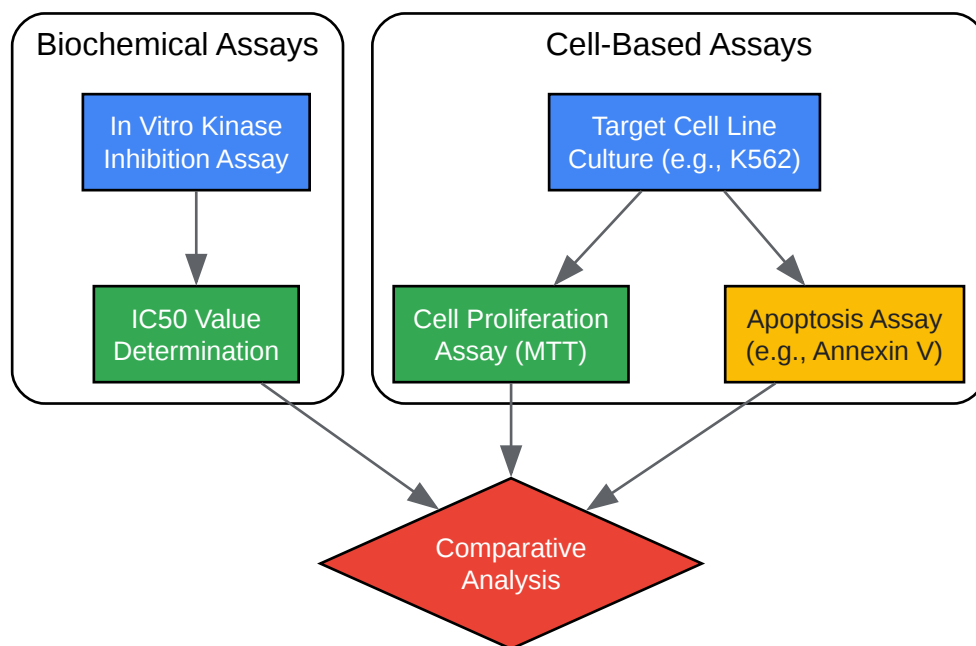 Biochemical Assays
In Vitro Kinase
Inhibition Assay
IC50 Value
Determination
Cell-Based Assays
Target Cell Line
Culture (e.g., K562)
Cell Proliferation
Assay (MTT)
Apoptosis Assay
(e.g., Annexin V)
Comparative
Analysis